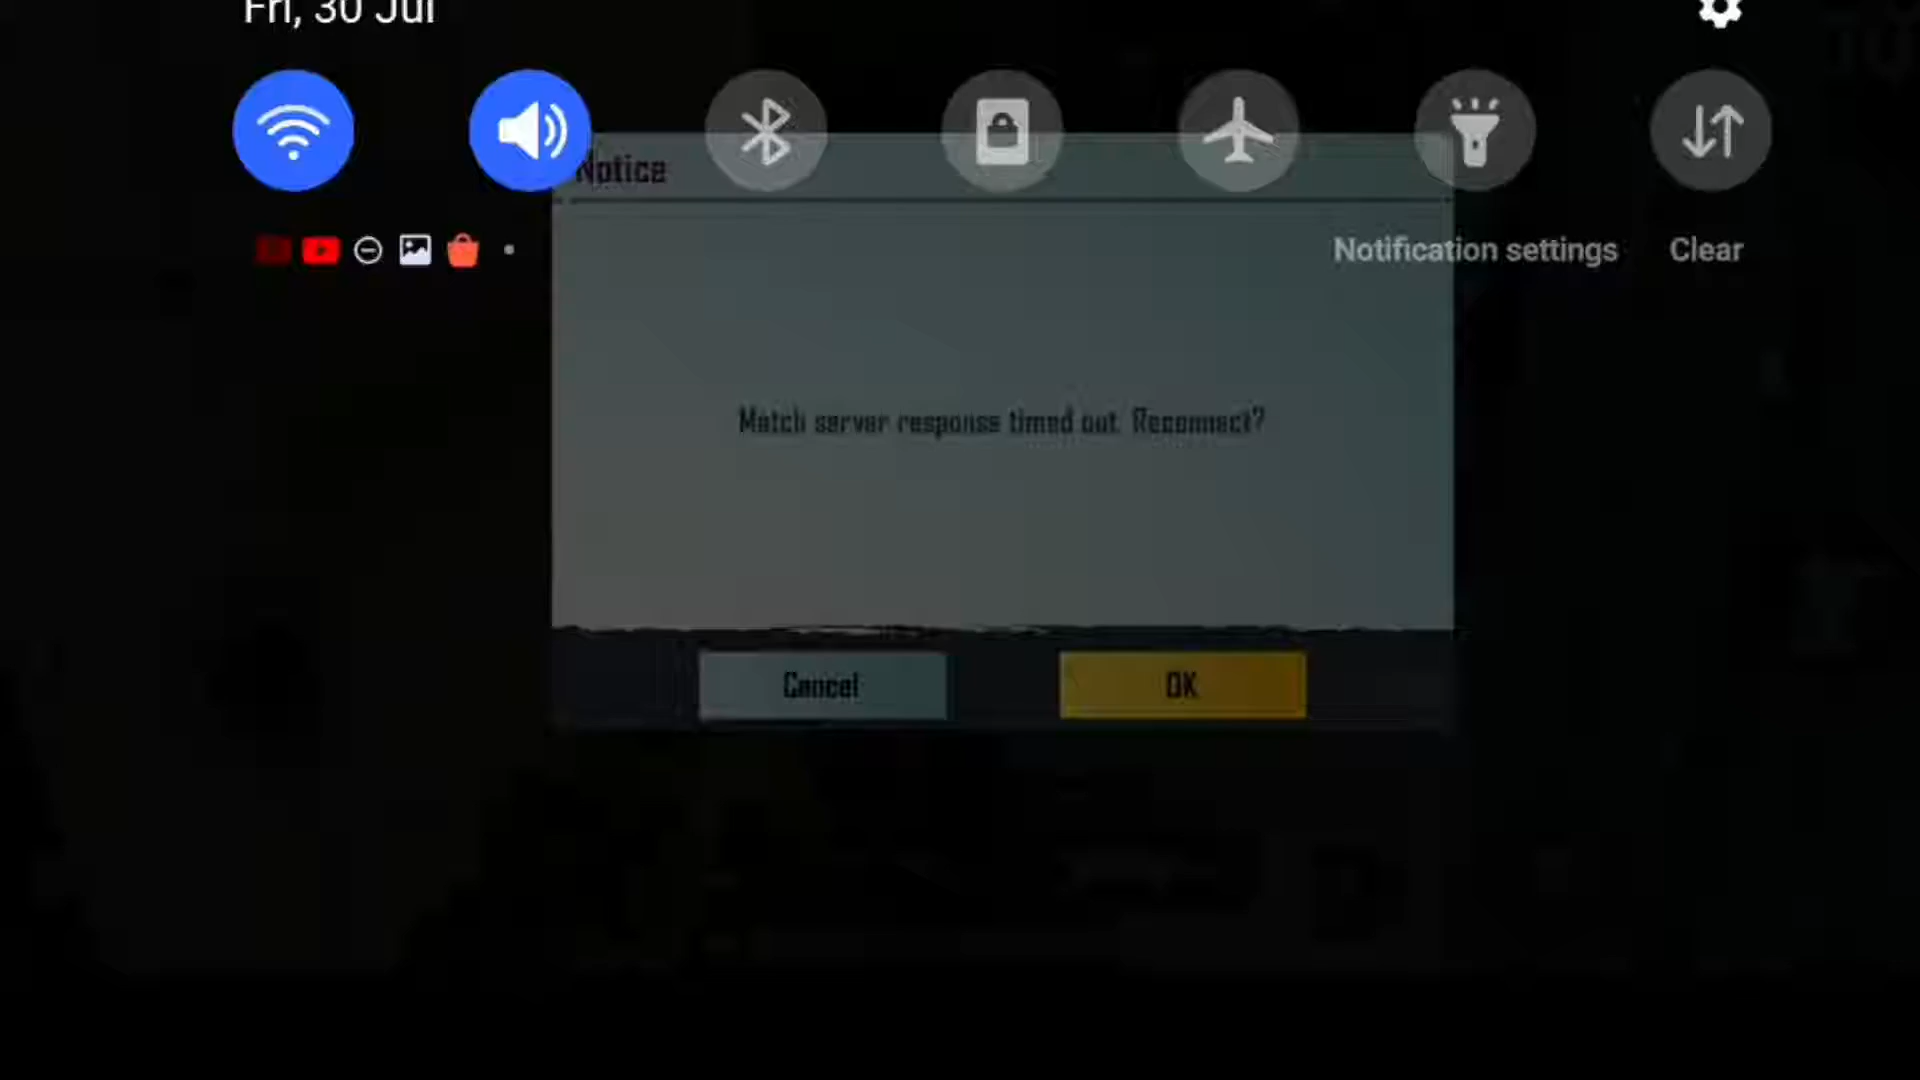 Fri, 30 Jul
Notice
Notification settings
Clear
Match server response timed out. Reconnect?
Cancel
OK